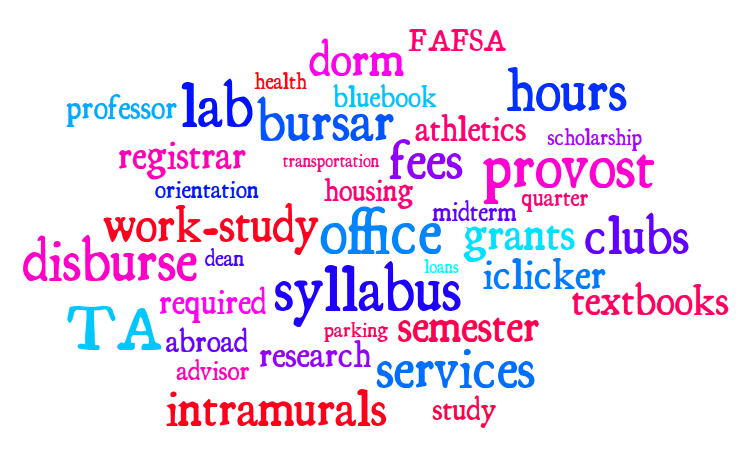 FAFSA
dorm
health
bluebook
hours
professor
lab
bursar
athletics
scholarship
registrar
transportation
fees
provost
orientation
housing
quarter
midterm
work-study
office
grants
clubs
disburse
dean
loans
iclicker
syllabus
required
textbooks
TA
abroad
parking
semester
research
advisor
services
intramurals
study